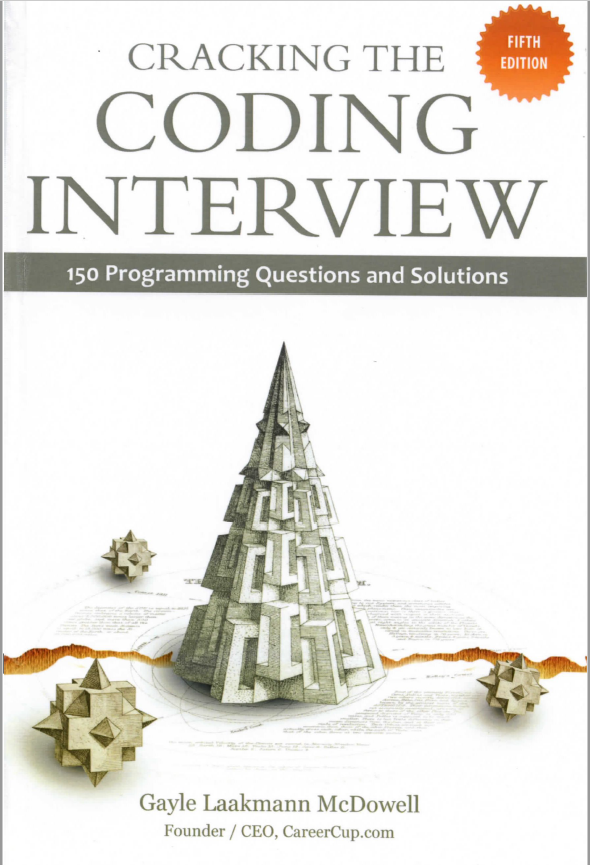 CRACKING THE
CODING
INTERVIEW
FIFTH
EDITION
150 Programming Questions and Solutions
Gayle Laakmann McDowell
Founder / CEO, CareerCup.com